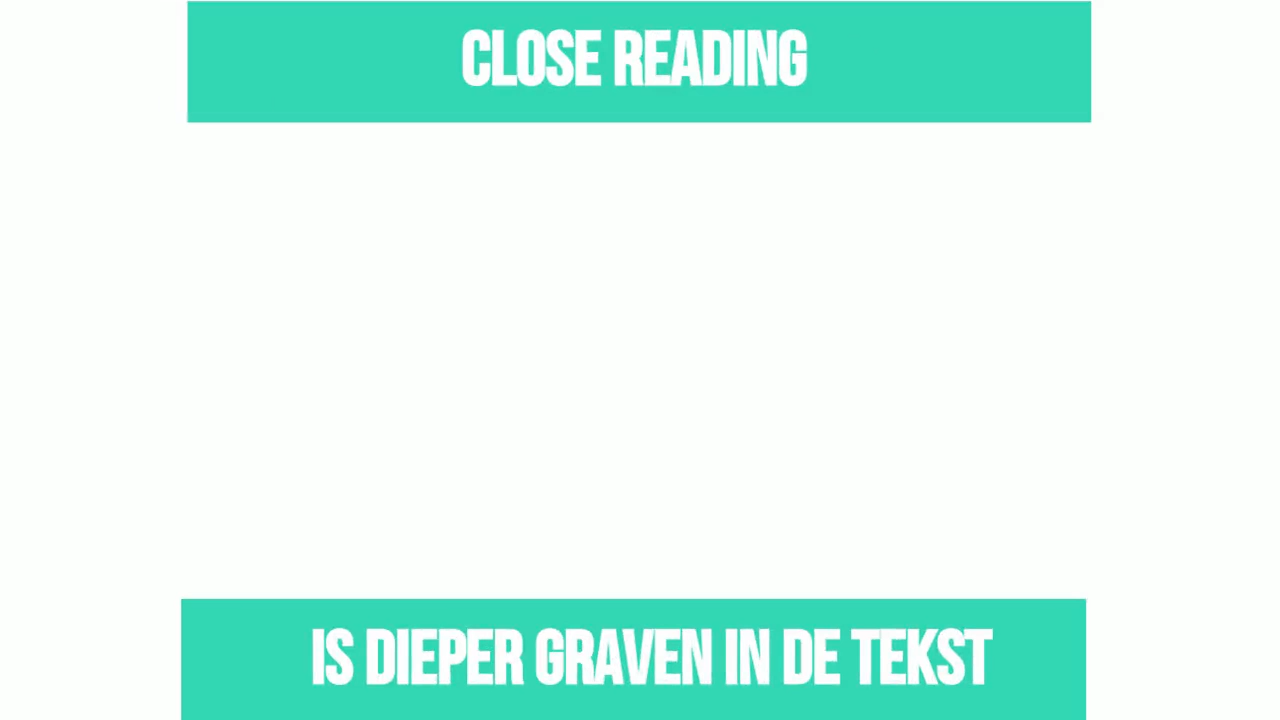 CLOSE READING
IS DIEPER GRAVEN IN DE TEKST